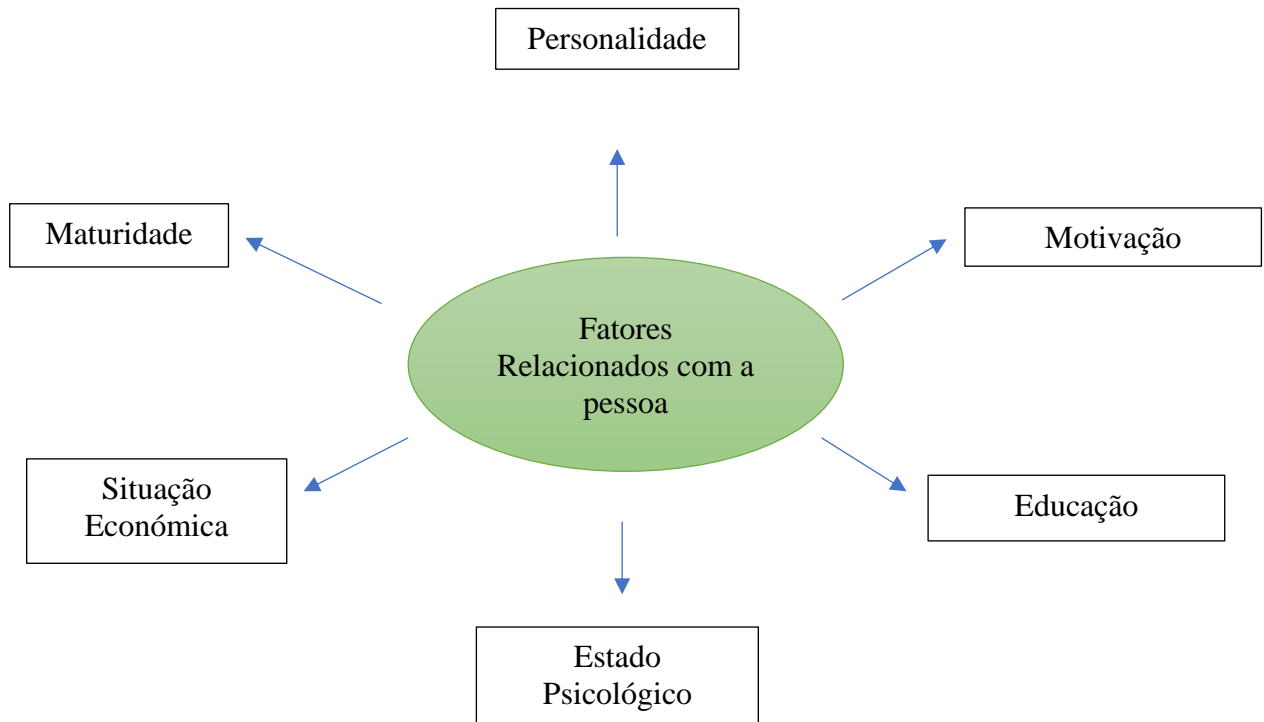 Personalidade
Maturidade
Motivação
Fatores
Relacionados com a
pessoa
Situação
Económica
Educação
Estado
Psicológico